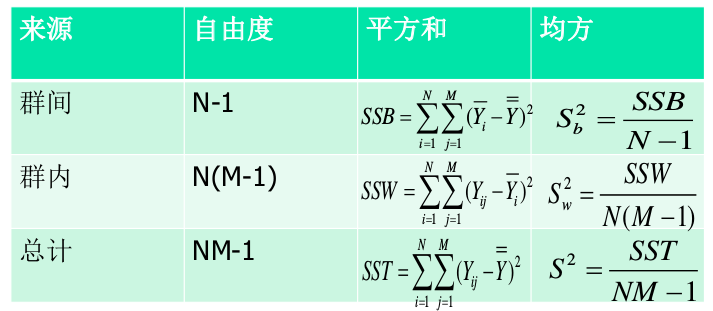 来源 自由度 平方和 均方
群间 N-1 $SSB=\sum_{i=1}^{N}\sum_{j=1}^{M}(\overline{Y}_i-\overline{\overline{Y}})^2$ $S_b^2=\frac{SSB}{N-1}$
群内 N(M-1) $SSW=\sum_{i=1}^{N}\sum_{j=1}^{M}(Y_{ij}-\overline{Y}_i)^2$ $S_w^2=\frac{SSW}{N(M-1)}$
总计 NM-1 $SST=\sum_{i=1}^{N}\sum_{j=1}^{M}(Y_{ij}-\overline{\overline{Y}})^2$ $S^2=\frac{SST}{NM-1}$